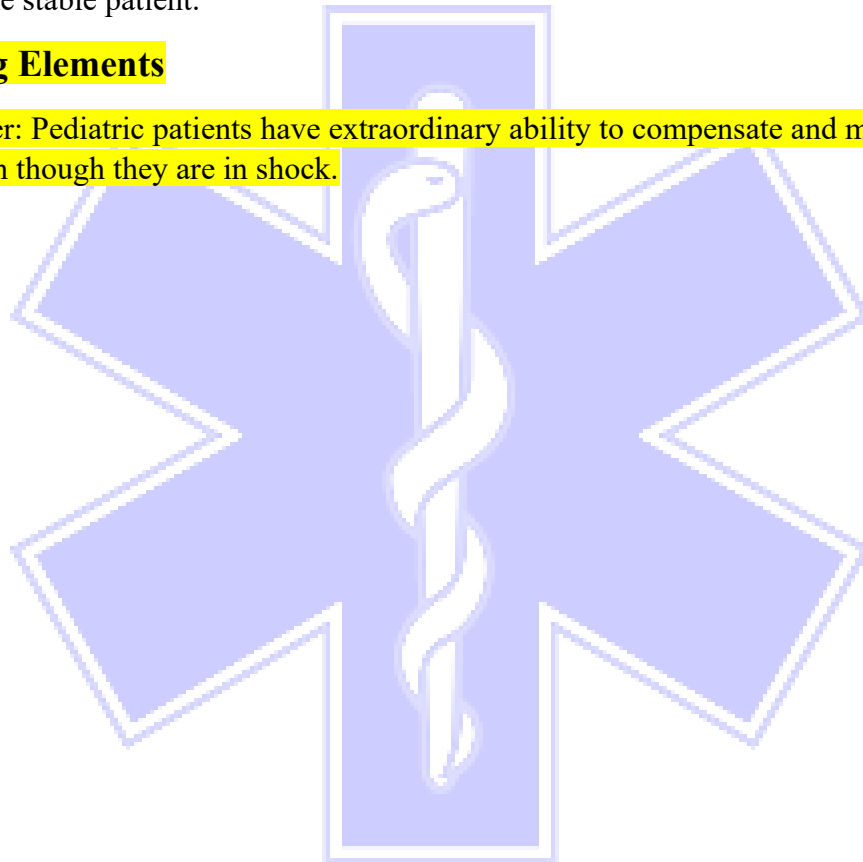 e stable patient.
g Elements
er: Pediatric patients have extraordinary ability to compensate and m
n though they are in shock.